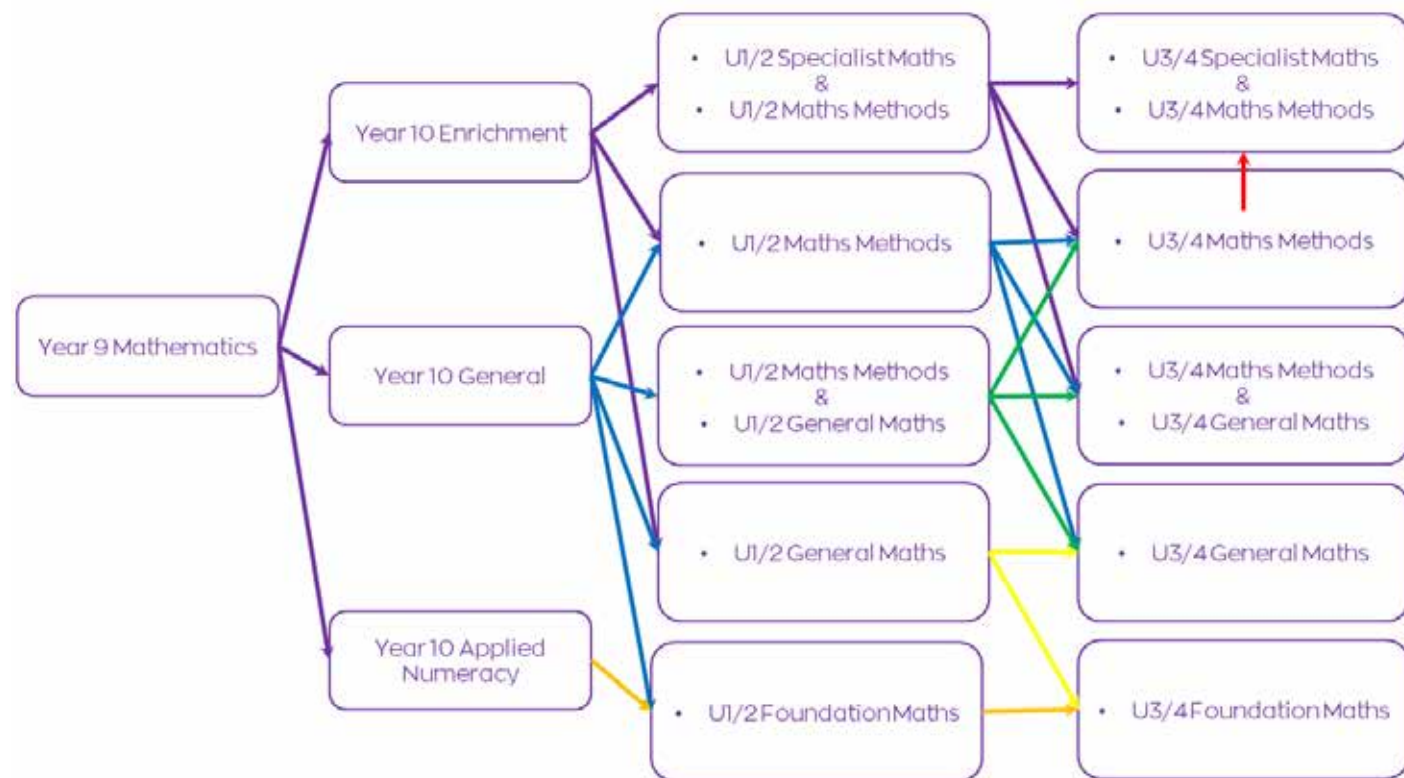 Year 9 Mathematics
Year 10 Enrichment
Year 10 General
Year 10 Applied
Numeracy
• U1/2 Specialist Maths
&
• U1/2 Maths Methods
• U1/2 Maths Methods
• U1/2 Maths Methods
&
• U1/2 General Maths
• U1/2 General Maths
• U1/2 Foundation Maths
• U3/4 Specialist Maths
&
• U3/4 Maths Methods
• U3/4 Maths Methods
• U3/4 Maths Methods
&
• U3/4 General Maths
• U3/4 General Maths
• U3/4 Foundation Maths